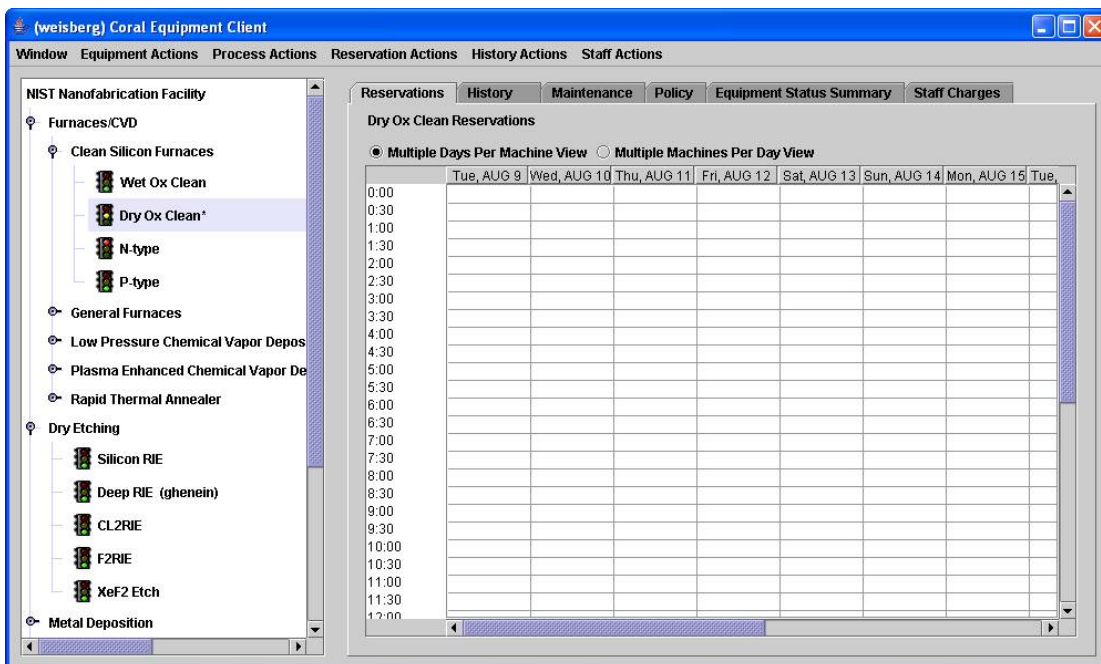 (weisberg) Coral Equipment Client
Window Equipment Actions Process Actions Reservation Actions History Actions Staff Actions
NIST Nanofabrication Facility
Furnaces/CVD
Clean Silicon Furnaces
Wet Ox Clean
Dry Ox Clean*
N-type
P-type
General Furnaces
Low Pressure Chemical Vapor Depos
Plasma Enhanced Chemical Vapor De
Rapid Thermal Annealer
Dry Etching
Silicon RIE
Deep RIE (ghenein)
CL2RIE
F2RIE
XeF2 Etch
Metal Deposition
Reservations History Maintenance Policy Equipment Status Summary Staff Charges
Dry Ox Clean Reservations
Multiple Days Per Machine View Multiple Machines Per Day View
Tue, AUG 9 Wed, AUG 10 Thu, AUG 11 Fri, AUG 12 Sat, AUG 13 Sun, AUG 14 Mon, AUG 15 Tue,
0:00
0:30
1:00
1:30
2:00
2:30
3:00
3:30
4:00
4:30
5:00
5:30
6:00
6:30
7:00
7:30
8:00
8:30
9:00
9:30
10:00
10:30
11:00
11:30
12:00